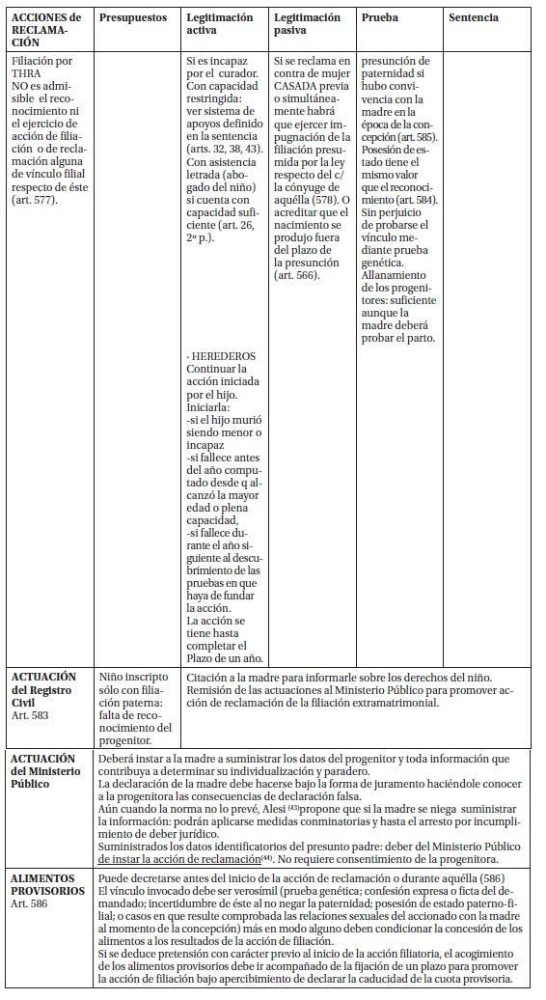 ACCIONES de
RECLAMA-
CIÓN
Presupuestos
Legitimación
activa
Legitimación
pasiva
Prueba
Sentencia
Filiación por
THRA
NO es admi-
sible el reco-
nocimiento ni
el ejercicio de
acción de filia-
ción o de recla-
mación alguna
de vínculo filial
respecto de éste
(art. 577).
Si es incapaz
por el curador.
Con capacidad
restringida:
ver sistema de
apoyos definido
en la sentencia
(arts. 32, 38, 43).
Con asistencia
letrada (abo-
gado del niño)
si cuenta con
capacidad sufi-
ciente (art. 26,
2º p.).
· HEREDEROS
Continuar la
acción iniciada
por el hijo.
Iniciarla:
-si el hijo murió
siendo menor o
incapaz
-si fallece antes
del año compu-
tado desde q al-
canzó la mayor
edad o plena
capacidad,
-si fallece du-
rante el año si-
guiente al descu-
brimiento de las
pruebas en que
haya de fundar
la acción.
La acción se
tiene hasta
completar el
Plazo de un año.
Si se reclama en
contra de mujer
CASADA previa
o simultánea-
mente habrá
que ejercer im-
pugnación de la
filiación presu-
mida por la ley
respecto del c/
la cónyuge de
aquélla (578). O
acreditar que el
nacimiento se
produjo fuera
del plazo de
la presunción
(art. 566).
presunción de
paternidad si
hubo convi-
vencia con la
madre en la
época de la con-
cepción (art. 585).
Posesión de es-
tado tiene el
mismo valor
que el reconoci-
miento (art. 584).
Sin perjuicio
de probarse el
vínculo me-
diante prueba
genética.
Allanamiento
de los progeni-
tores: suficiente
aunque la
madre deberá
probar el parto.
ACTUACIÓN
del Registro
Civil
Art. 583
Niño inscripto
sólo con filia-
ción paterna:
falta de reco-
nocimiento del
progenitor.
Citación a la madre para informarle sobre los derechos del niño.
Remisión de las actuaciones al Ministerio Público para promover ac-
ción de reclamación de la filiación extramatrimonial.
ACTUACIÓN
del Ministerio
Público
Deberá instar a la madre a suministrar los datos del progenitor y toda información que
contribuya a determinar su individualización y paradero.
La declaración de la madre debe hacerse bajo la forma de juramento haciéndole conocer
a la progenitora las consecuencias de declaración falsa.
Aún cuando la norma no lo prevé, Alesi (43)propone que si la madre se niega suministrar
la información: podrán aplicarse medidas conminatorias y hasta el arresto por incumpli-
miento de deber jurídico.
Suministrados los datos identificatorios del presunto padre: deber del Ministerio Público
de instar la acción de reclamación(44). No requiere consentimiento de la progenitora.
ALIMENTOS
PROVISORIOS
Art. 586
Puede decretarse antes del inicio de la acción de reclamación o durante aquélla (586)
El vínculo invocado debe ser verosímil (prueba genética; confesión expresa o ficta del de-
mandado; incertidumbre de éste al no negar la paternidad; posesión de estado paterno-fi-
lial; o casos en que resulte comprobada las relaciones sexuales del accionado con la madre
al momento de la concepción) más en modo alguno deben condicionar la concesión de los
alimentos a los resultados de la acción de filiación.
Si se deduce pretensión con carácter previo al inicio de la acción filiatoria, el acogimiento
de los alimentos provisorios debe ir acompañado de la fijación de un plazo para promover
la acción de filiación bajo apercibimiento de declarar la caducidad de la cuota provisoria.